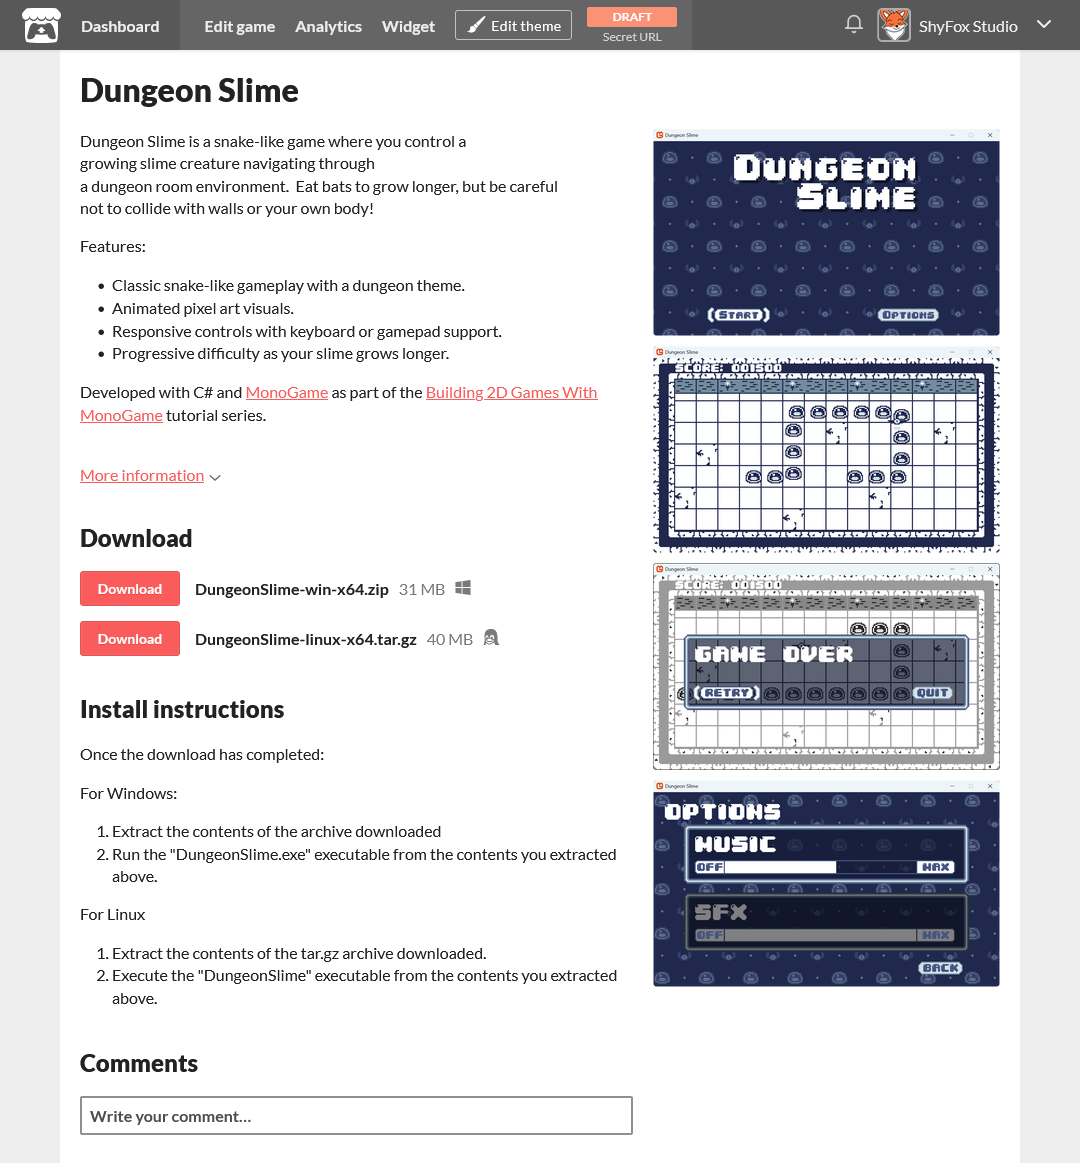 Dashboard
Edit game
Analytics
Widget
Edit theme
DRAFT
Secret URL
ShyFox Studio
Dungeon Slime
Dungeon Slime is a snake-like game where you control a
growing slime creature navigating through
a dungeon room environment.  Eat bats to grow longer, but be careful
not to collide with walls or your own body!
Features:
• Classic snake-like gameplay with a dungeon theme.
• Animated pixel art visuals.
• Responsive controls with keyboard or gamepad support.
• Progressive difficulty as your slime grows longer.
Developed with C# and MonoGame as part of the Building 2D Games With
MonoGame tutorial series.
More information
Download
Download DungeonSlime-win-x64.zip 31 MB
Download DungeonSlime-linux-x64.tar.gz 40 MB
Install instructions
Once the download has completed:
For Windows:
1. Extract the contents of the archive downloaded
2. Run the "DungeonSlime.exe" executable from the contents you extracted
above.
For Linux
1. Extract the contents of the tar.gz archive downloaded.
2. Execute the "DungeonSlime" executable from the contents you extracted
above.
Comments
Write your comment...
Dungeon Slime
DUNGEON
SLIME
START
OPTIONS
Dungeon Slime
SCORE: 001500
Dungeon Slime
SCORE: 001500
GAME OVER
RETRY
QUIT
Dungeon Slime
OPTIONS
MUSIC
OFF
MAX
SFX
OFF
MAX
BACK